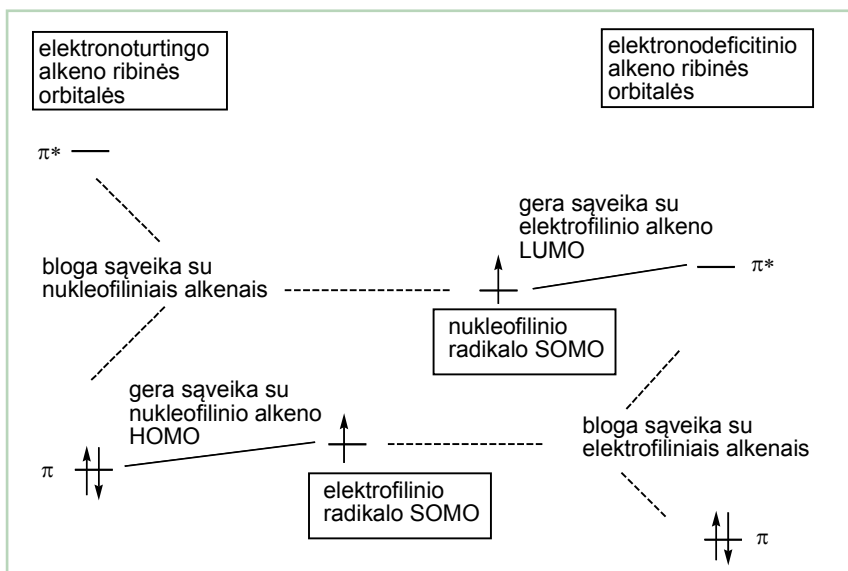 elektronoturtingo
alkeno ribinės
orbitalės
elektronodeficitinio
alkeno ribinės
orbitalės
π*
gera sąveika su
elektrofilinio alkeno
LUMO
bloga sąveika su
nukleofiliniais alkenais
π*
nukleofilinio
radikalo SOMO
gera sąveika su
nukleofilinio alkeno
HOMO
bloga sąveika su
elektrofiliniais alkenais
π
elektrofilinio
radikalo SOMO
π